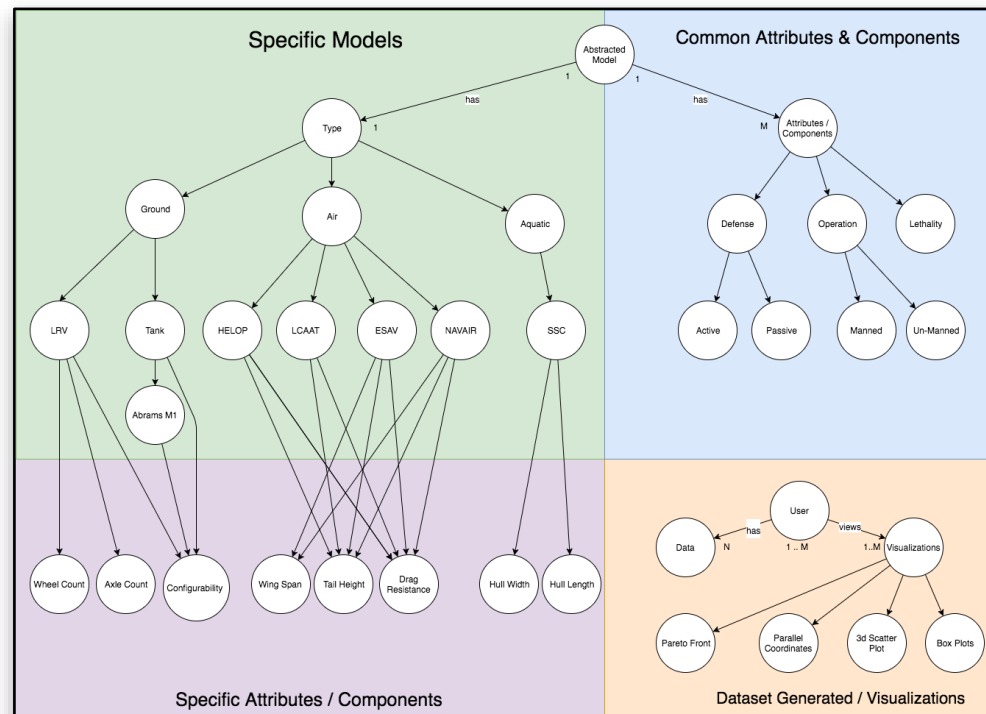 Specific Models
Common Attributes & Components
Abstracted
Model
1
1
has
has
Type
1
M
Attributes /
Components
Ground
Air
Aquatic
Defense
Operation
Lethality
LRV
Tank
HELOP
LCAAT
ESAV
NAVAIR
SSC
Active
Passive
Manned
Un-Manned
Abrams M1
User
has
views
Data
N
1 .. M
1..M
Visualizations
Wheel Count
Axle Count
Configurability
Wing Span
Tail Height
Drag
Resistance
Hull Width
Hull Length
Pareto Front
Parallel
Coordinates
3d Scatter
Plot
Box Plots
Specific Attributes / Components
Dataset Generated / Visualizations